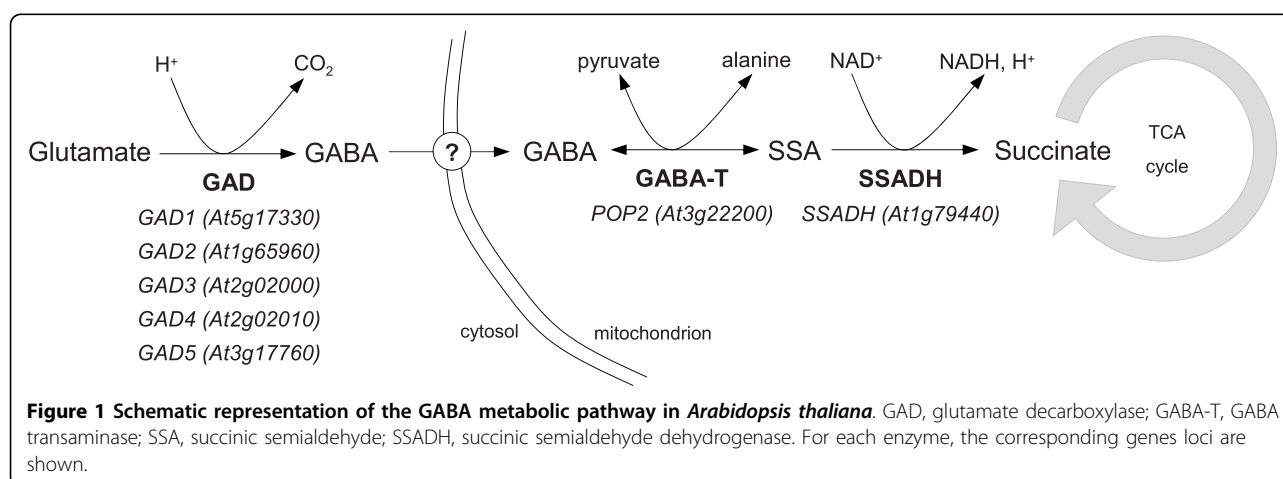 H⁺ CO₂ pyruvate alanine NAD⁺ NADH, H⁺
Glutamate GABA ? GABA SSA Succinate
TCA
cycle
GAD GABA-T SSADH
GAD1 (At5g17330) POP2 (At3g22200) SSADH (At1g79440)
GAD2 (At1g65960)
GAD3 (At2g02000)
GAD4 (At2g02010)
GAD5 (At3g17760)
cytosol mitochondrion
Figure 1 Schematic representation of the GABA metabolic pathway in Arabidopsis thaliana. GAD, glutamate decarboxylase; GABA-T, GABA
transaminase; SSA, succinic semialdehyde; SSADH, succinic semialdehyde dehydrogenase. For each enzyme, the corresponding genes loci are
shown.